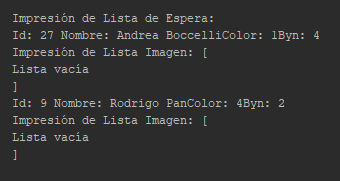 Impresión de Lista de Espera:
Id: 27 Nombre: Andrea BoccelliColor: 1Byn: 4
Impresión de Lista Imagen: [
Lista vacía
]
Id: 9 Nombre: Rodrigo PanColor: 4Byn: 2
Impresión de Lista Imagen: [
Lista vacía
]